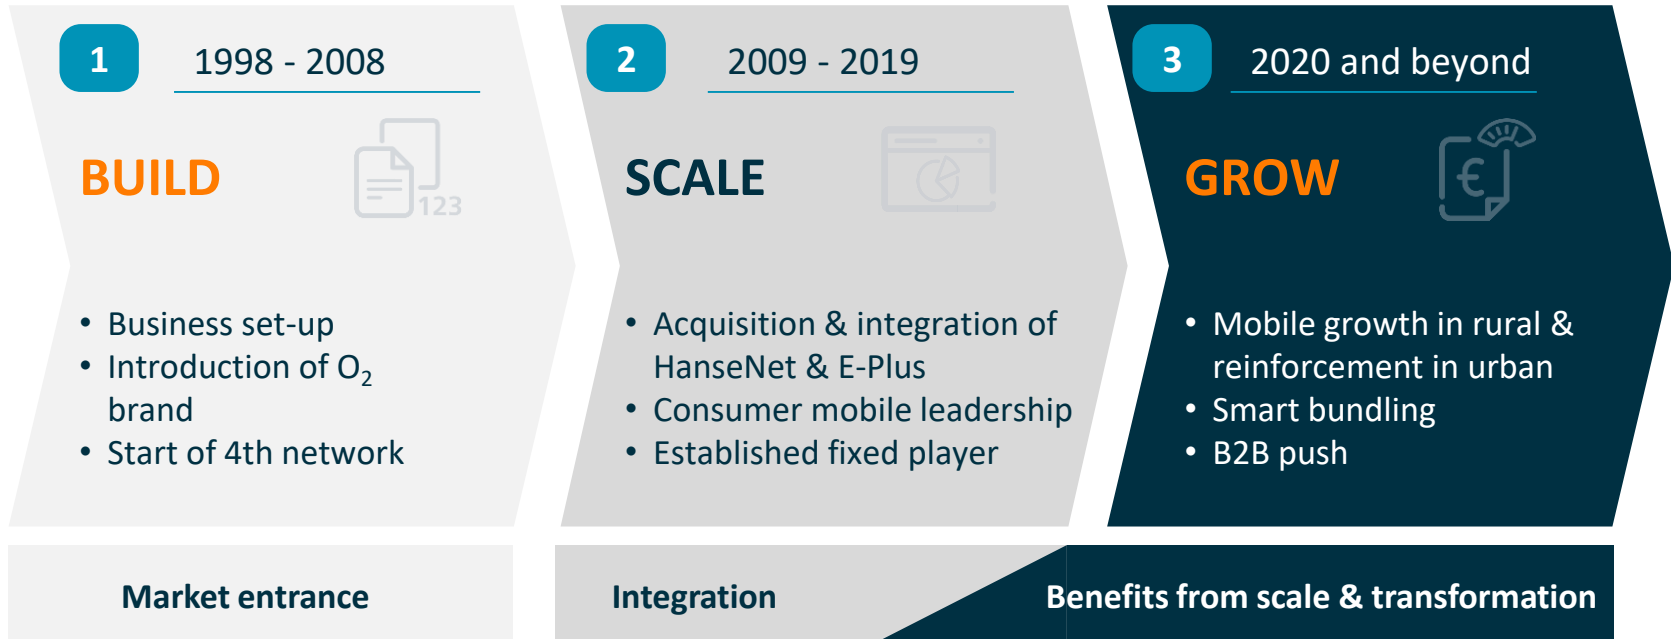 1
1998 - 2008
BUILD
123
• Business set-up
• Introduction of O₂
brand
• Start of 4th network
Market entrance
2
2009 - 2019
SCALE
• Acquisition & integration of
HanseNet & E-Plus
• Consumer mobile leadership
• Established fixed player
Integration
3
2020 and beyond
GROW
€
• Mobile growth in rural &
reinforcement in urban
• Smart bundling
• B2B push
Benefits from scale & transformation